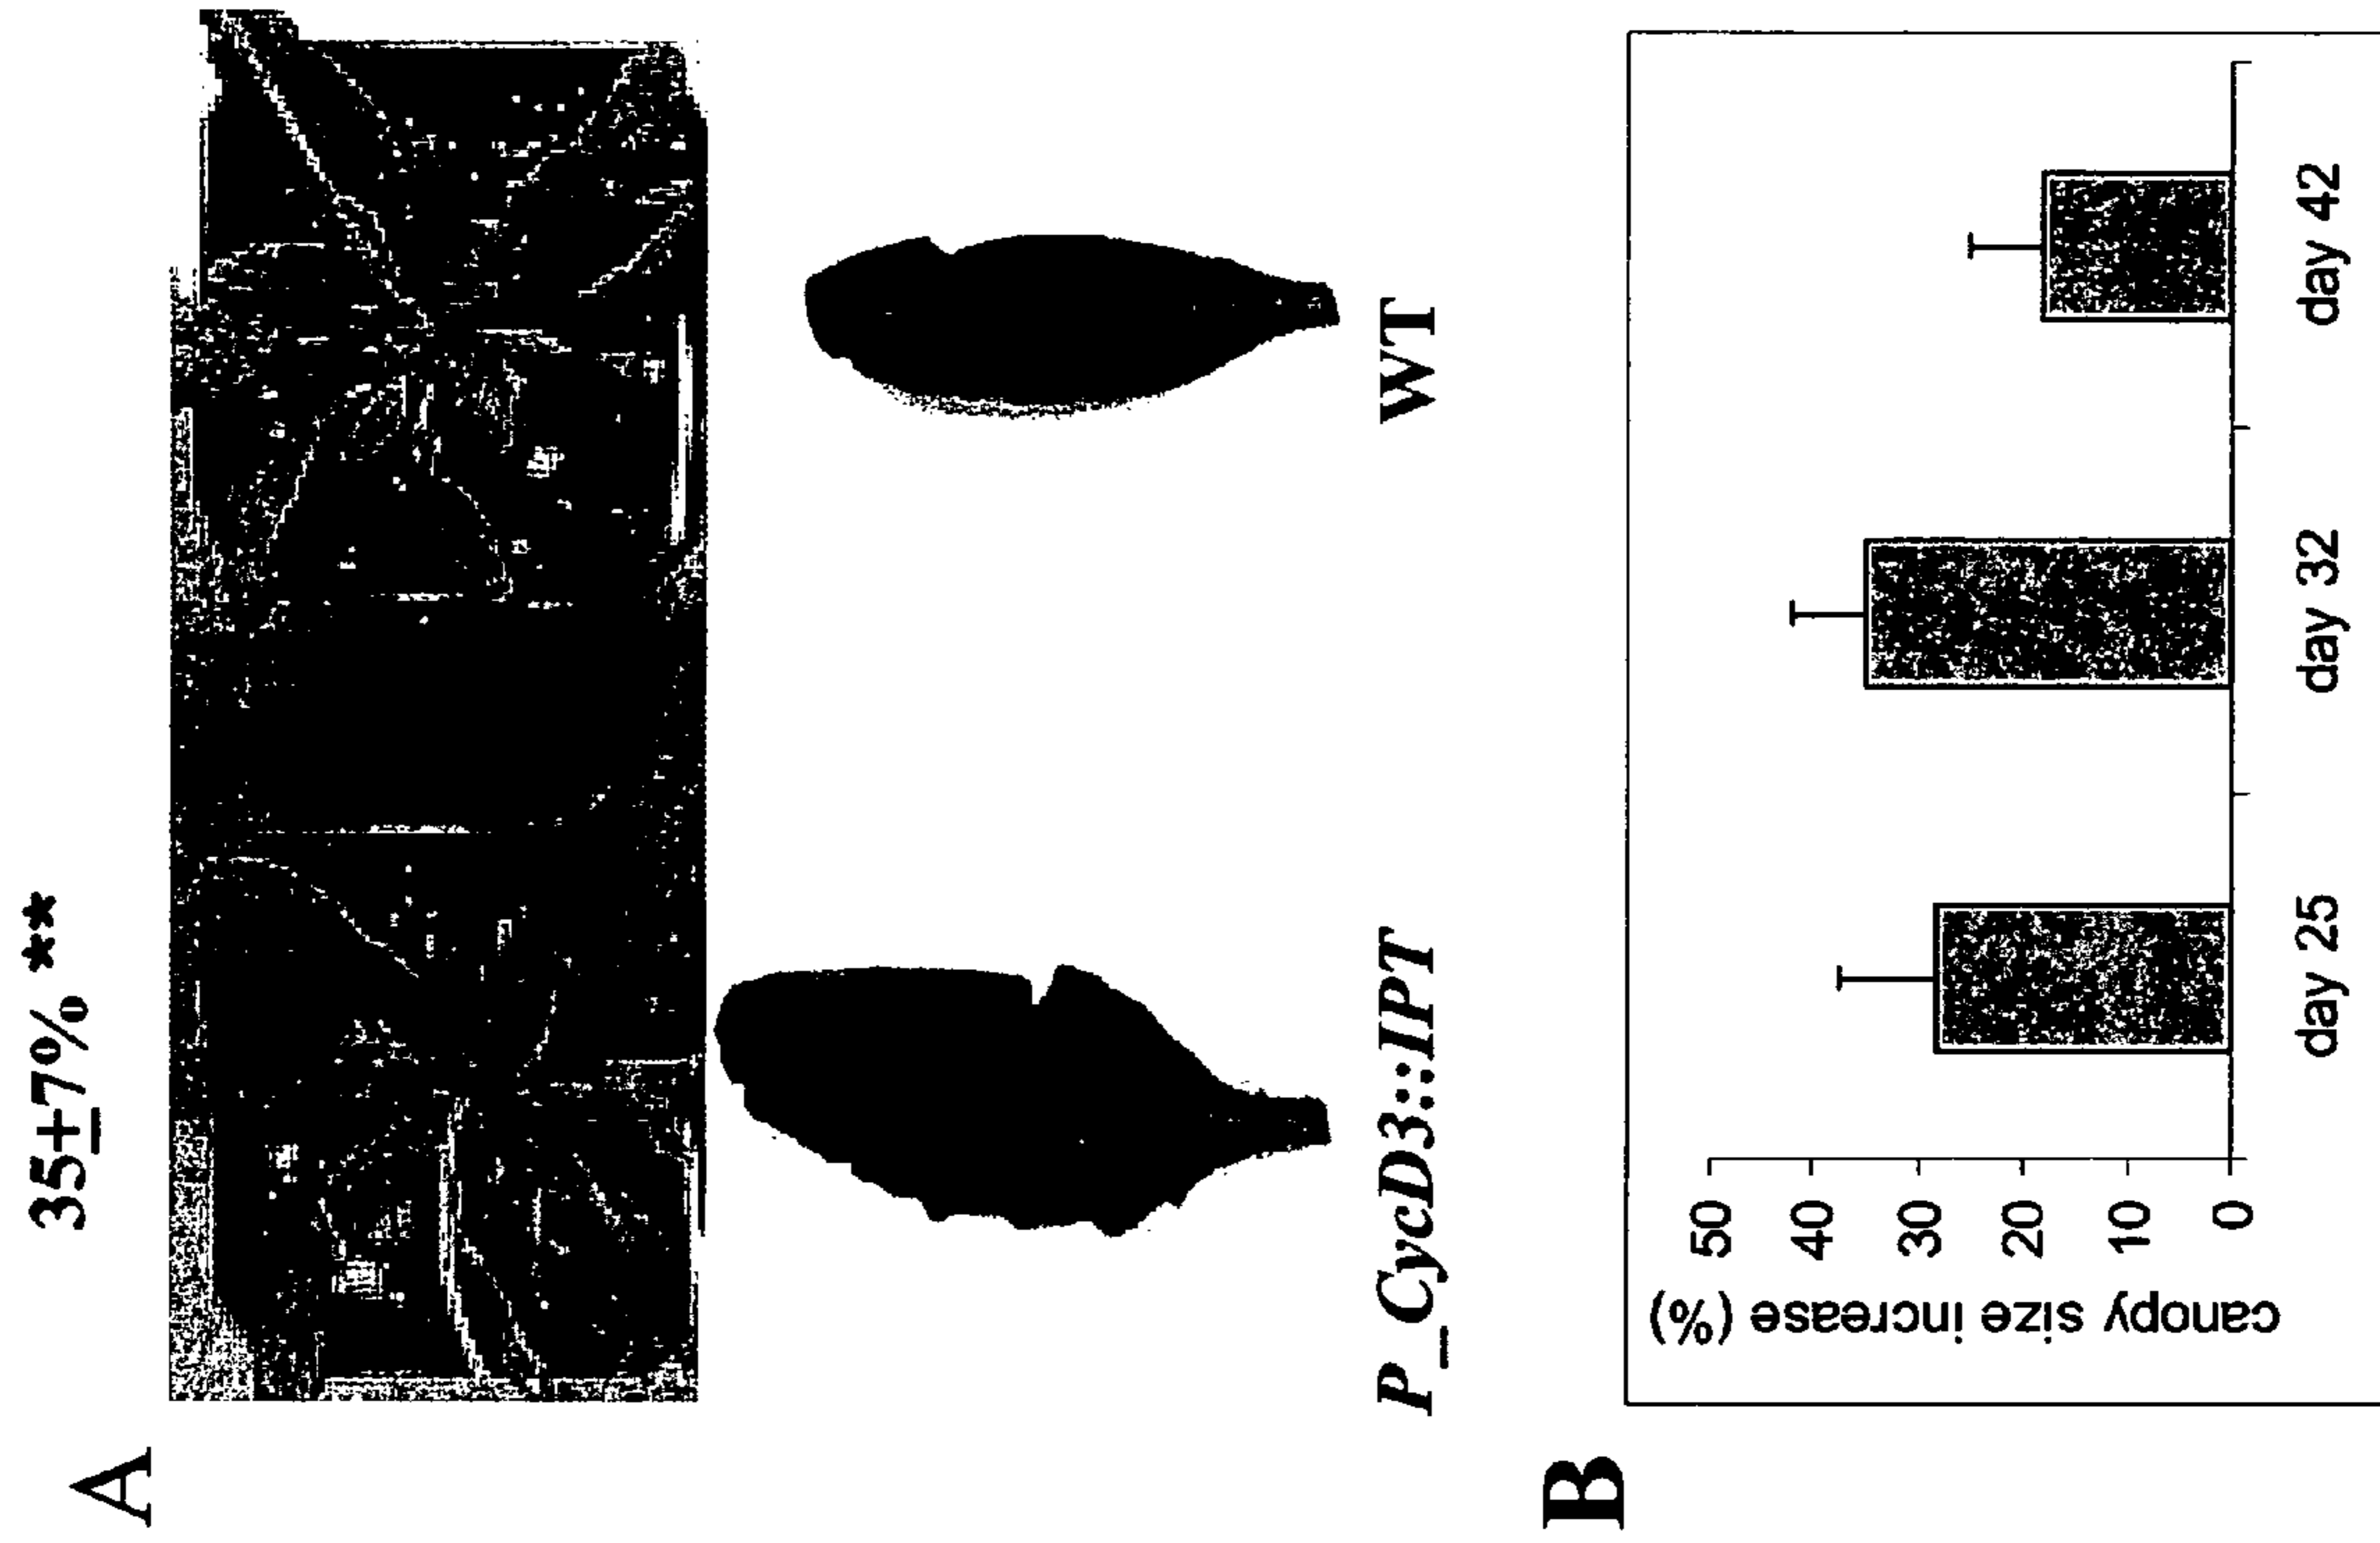 A
35±7% **
P_CycD3::IPT
WT
B
canopy size increase (%)
50
40
30
20
10
0
day 25
day 32
day 42